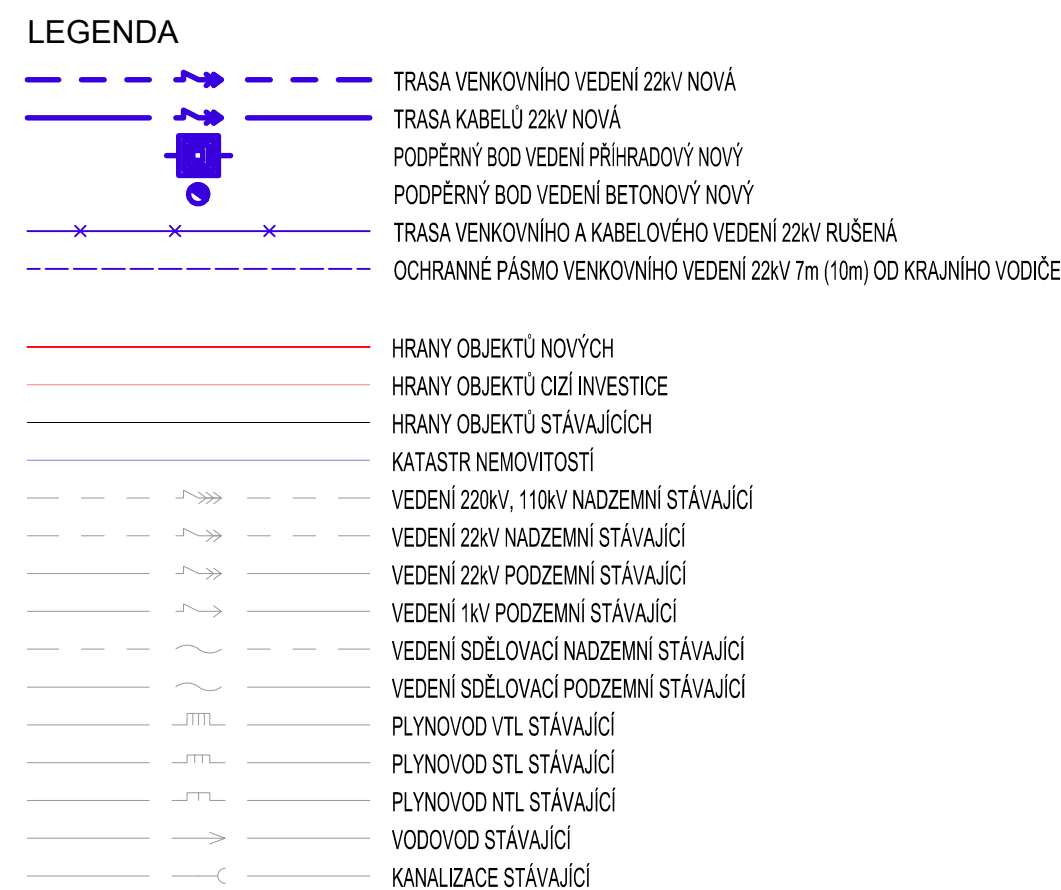 LEGENDA
TRASA VENKOVNÍHO VEDENÍ 22kV NOVÁ
TRASA KABELŮ 22kV NOVÁ
PODPĚRNÝ BOD VEDENÍ PŘÍHRADOVÝ NOVÝ
PODPĚRNÝ BOD VEDENÍ BETONOVÝ NOVÝ
TRASA VENKOVNÍHO A KABELOVÉHO VEDENÍ 22kV RUŠENÁ
OCHRANNÉ PÁSMO VENKOVNÍHO VEDENÍ 22kV 7m (10m) OD KRAJNÍHO VODIČE
HRANY OBJEKTŮ NOVÝCH
HRANY OBJEKTŮ CIZÍ INVESTICE
HRANY OBJEKTŮ STÁVAJÍCÍCH
KATASTR NEMOVITOSTÍ
VEDENÍ 220kV, 110kV NADZEMNÍ STÁVAJÍCÍ
VEDENÍ 22kV NADZEMNÍ STÁVAJÍCÍ
VEDENÍ 22kV PODZEMNÍ STÁVAJÍCÍ
VEDENÍ 1kV PODZEMNÍ STÁVAJÍCÍ
VEDENÍ SDĚLOVACÍ NADZEMNÍ STÁVAJÍCÍ
VEDENÍ SDĚLOVACÍ PODZEMNÍ STÁVAJÍCÍ
PLYNOVOD VTL STÁVAJÍCÍ
PLYNOVOD STL STÁVAJÍCÍ
PLYNOVOD NTL STÁVAJÍCÍ
VODOVOD STÁVAJÍCÍ
KANALIZACE STÁVAJÍCÍ